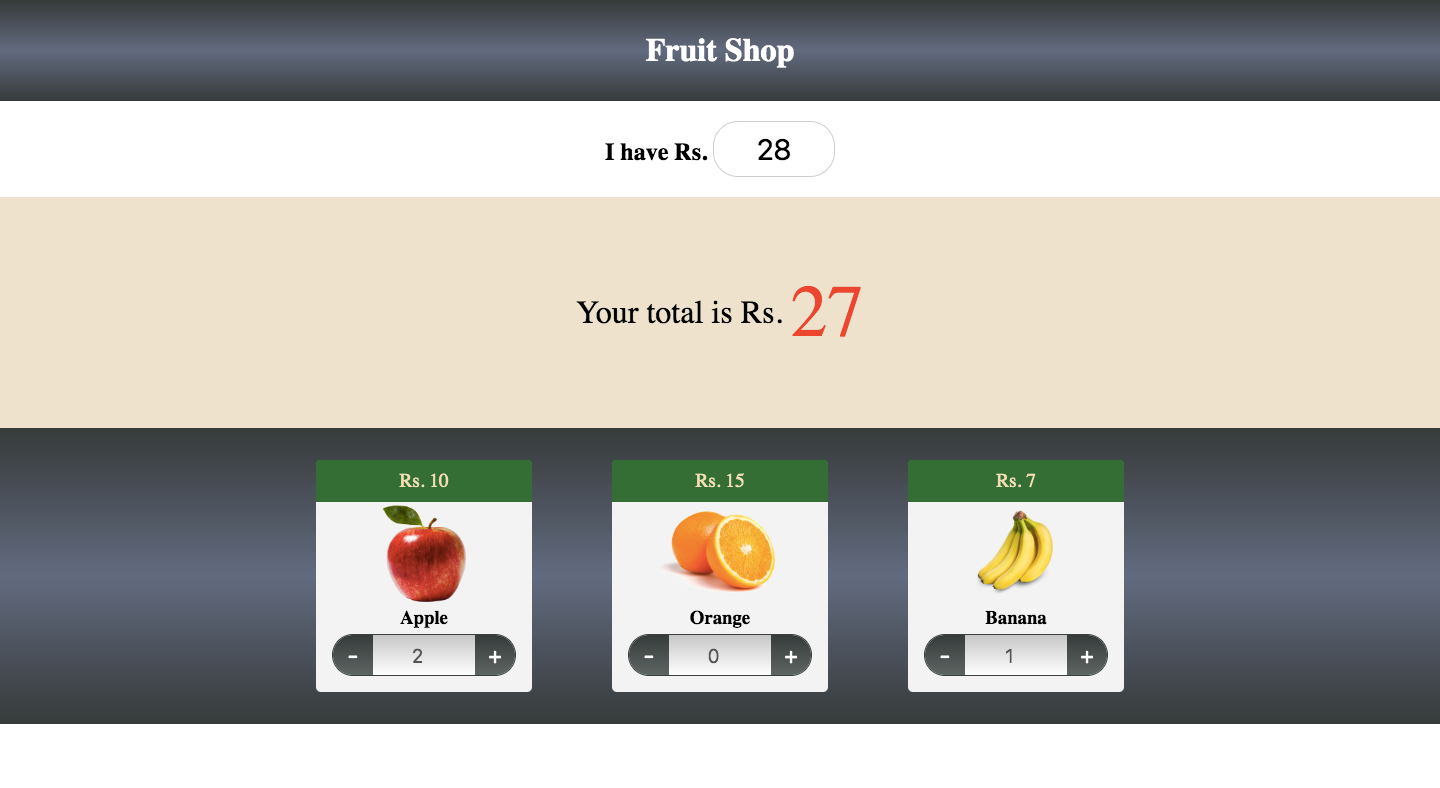 Fruit Shop
I have Rs. 28
Your total is Rs. 27
Rs. 10
Apple
- 2 +
Rs. 15
Orange
- 0 +
Rs. 7
Banana
- 1 +